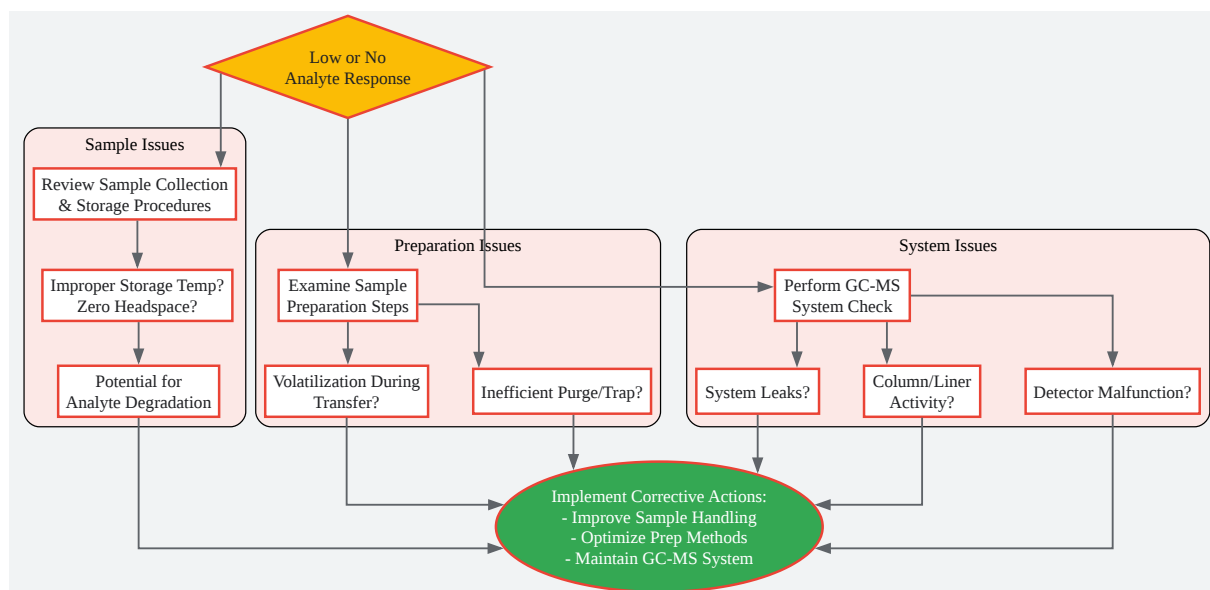 Low or No
Analyte Response
Sample Issues
Review Sample Collection
& Storage Procedures
Improper Storage Temp?
Zero Headspace?
Potential for
Analyte Degradation
Preparation Issues
Examine Sample
Preparation Steps
Volatilization During
Transfer?
Inefficient Purge/Trap?
System Issues
Perform GC-MS
System Check
System Leaks?
Column/Liner
Activity?
Detector Malfunction?
Implement Corrective Actions:
- Improve Sample Handling
- Optimize Prep Methods
- Maintain GC-MS System